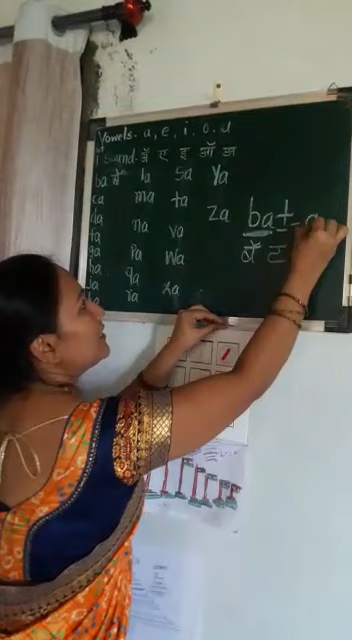 Vowels - a, e, i, o, u
I sound - ॲ ए इ ऑ अ
ba बॅ la sa ya
ca ma ta
da na va za bat - a
fa
ga pa wa बॅ ट
ha qa
ja ra xa